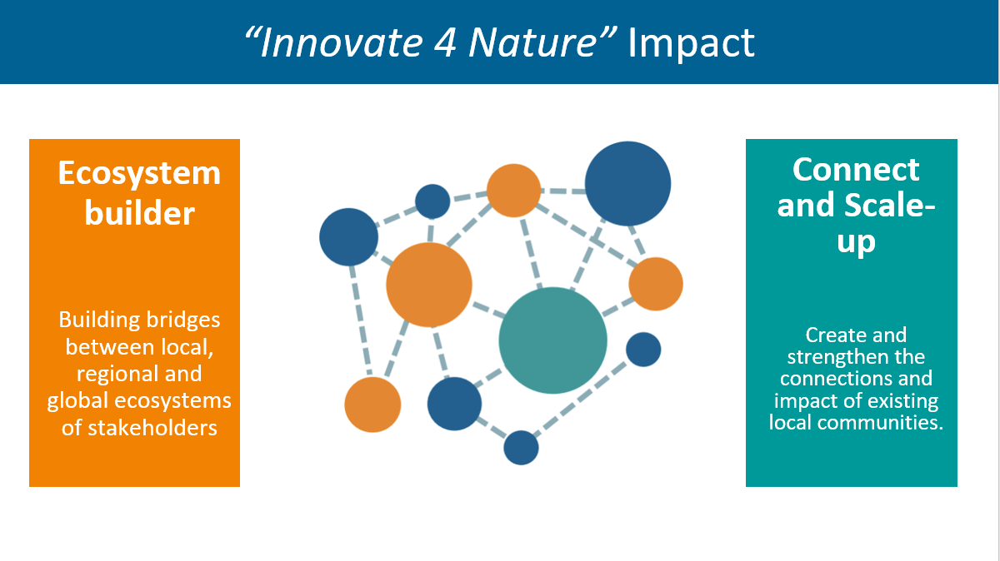 “Innovate 4 Nature” Impact
Ecosystem
builder
Building bridges
between local,
regional and
global ecosystems
of stakeholders
Connect
and Scale-
up
Create and
strengthen the
connections and
impact of existing
local communities.